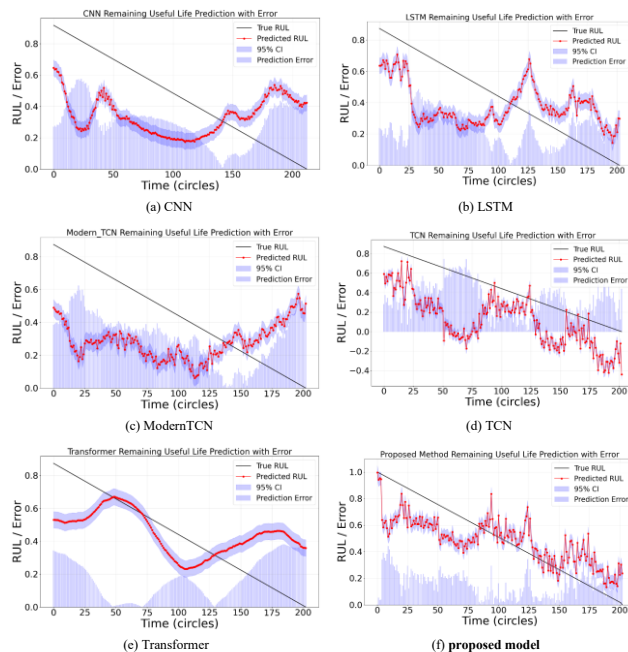 CNN Remaining Useful Life Prediction with Error
True RUL
Predicted RUL
95% CI
Prediction Error
RUL / Error
0.8
0.6
0.4
0.2
0.0
0 50 100 150 200
Time (circles)
(a) CNN
LSTM Remaining Useful Life Prediction with Error
True RUL
Predicted RUL
95% CI
Prediction Error
RUL / Error
0.8
0.6
0.4
0.2
0.0
0 25 50 75 100 125 150 175 200
Time (circles)
(b) LSTM
Modern_TCN Remaining Useful Life Prediction with Error
True RUL
Predicted RUL
95% CI
Prediction Error
RUL / Error
0.8
0.6
0.4
0.2
0.0
0 25 50 75 100 125 150 175 200
Time (circles)
(c) ModernTCN
TCN Remaining Useful Life Prediction with Error
True RUL
Predicted RUL
95% CI
Prediction Error
RUL / Error
0.8
0.6
0.4
0.2
0.0
−0.2
−0.4
0 25 50 75 100 125 150 175 200
Time (circles)
(d) TCN
Transformer Remaining Useful Life Prediction with Error
True RUL
Predicted RUL
95% CI
Prediction Error
RUL / Error
0.8
0.6
0.4
0.2
0.0
0 25 50 75 100 125 150 175 200
Time (circles)
(e) Transformer
Proposed Method Remaining Useful Life Prediction with Error
True RUL
Predicted RUL
95% CI
Prediction Error
RUL / Error
1.0
0.8
0.6
0.4
0.2
0.0
0 25 50 75 100 125 150 175 200
Time (circles)
(f) proposed model